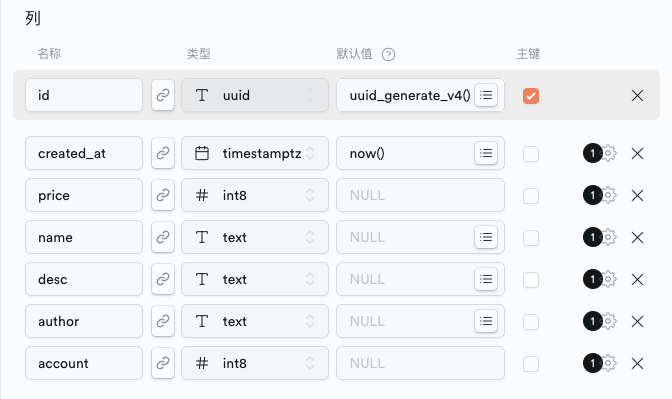 列
名称 类型 默认值 主键
id uuid uuid_generate_v4()
created_at timestamptz now() 1
price int8 NULL 1
name text NULL 1
desc text NULL 1
author text NULL 1
account int8 NULL 1